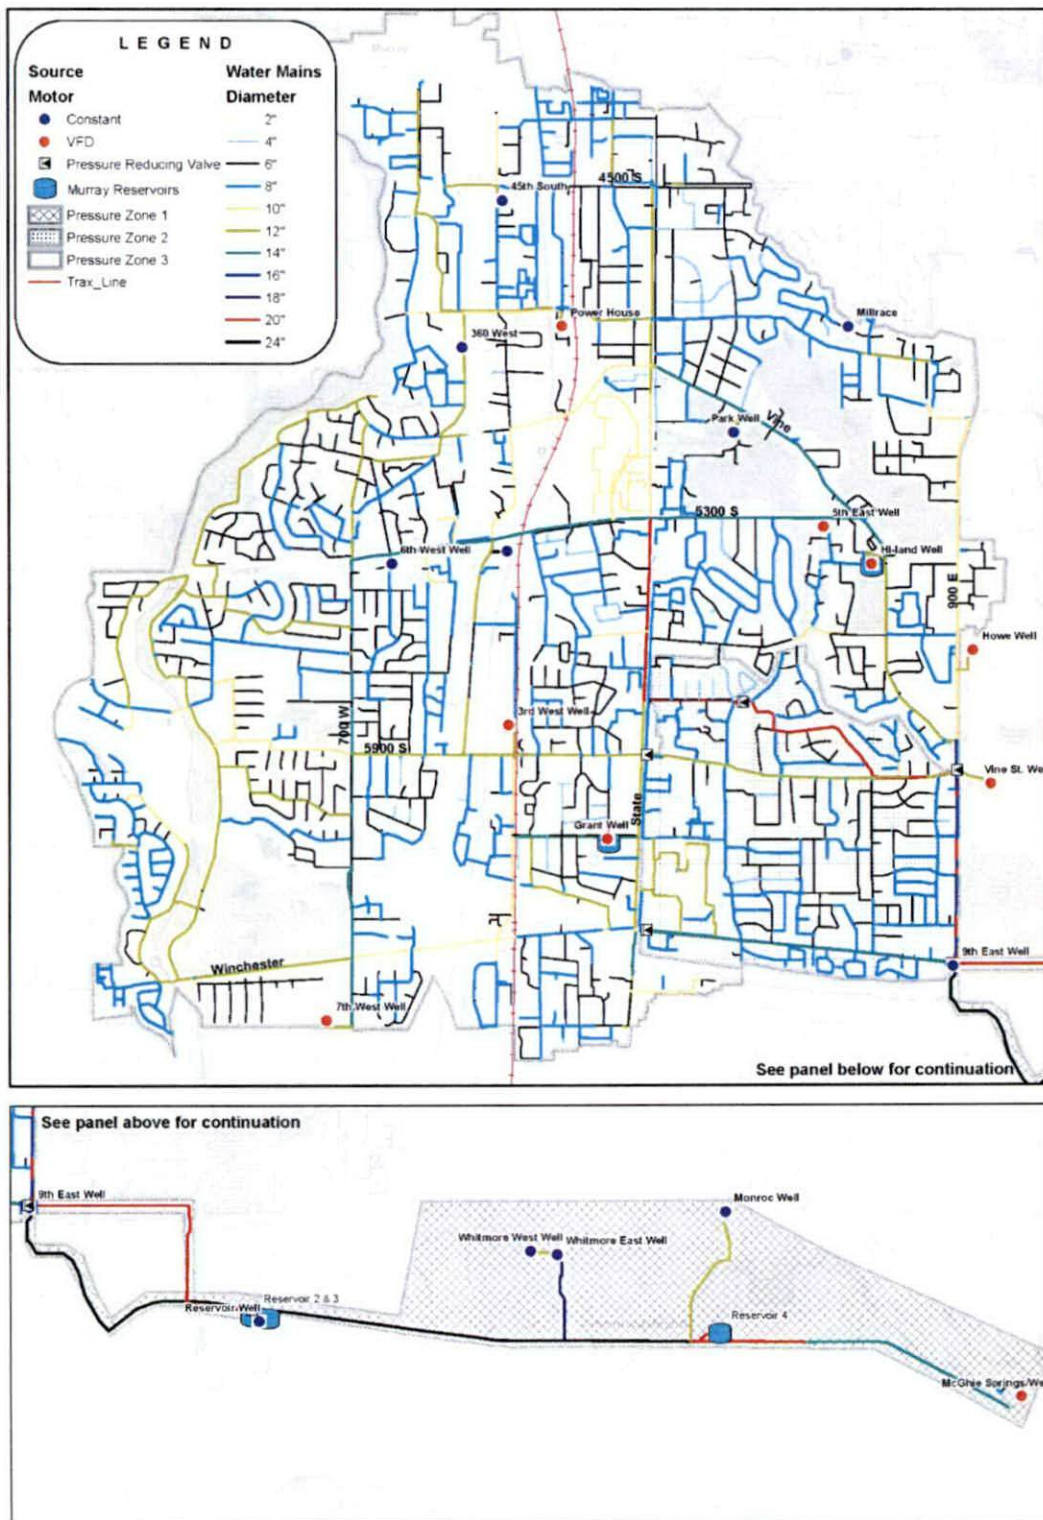 LEGEND
Source
Motor
Constant
VFD
Pressure Reducing Valve
Murray Reservoirs
Pressure Zone 1
Pressure Zone 2
Pressure Zone 3
Trax_Line
Water Mains
Diameter
2"
4"
6"
8"
10"
12"
14"
16"
18"
20"
24"
4500 S
45th South
Power House
Millrace
360 West
Park Well
Vine
5300 S
5th East Well
6th West Well
Hi-land Well
900 E
Howe Well
3rd West Well
700 W
5900 S
Vine St. We
State
Grant Well
9th East Well
Winchester
7th West Well
See panel below for continuation
See panel above for continuation
9th East Well
Monroc Well
Whitmore West Well
Whitmore East Well
Reservoir 2 & 3
Reservoir Well
Reservoir 4
McGhie Springs/We